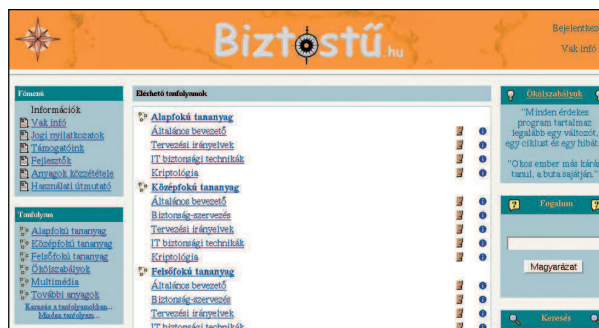 Biztostű.hu
Bejelentkez
Vak infó
Főmenü
Információk
Vak infó
Jogi nyilatkozatok
Támogatóink
Fejlesztők
Anyagok közzététele
Használati útmutató
Tanfolyam
Alapfokú tananyag
Középfokú tananyag
Felsőfokú tananyag
Ökölszabályok
Multimédia
További anyagok
Keresés a tanfolyamokban...
Minden tanfolyam...
Elérhető tanfolyamok
Alapfokú tananyag
Általános bevezető
Tervezési irányelvek
IT biztonsági technikák
Kriptológia
Középfokú tananyag
Általános bevezető
Biztonság-szervezés
Tervezési irányelvek
IT biztonsági technikák
Kriptológia
Felsőfokú tananyag
Általános bevezető
Biztonság-szervezés
Tervezési irányelvek
IT biztonsági technikák
Ökölszabályok
"Minden érdekes
program tartalmaz
legalább egy változót,
egy ciklust és egy hibát.
"Okos ember más kárán
tanul, a buta sajátján."
Fogalom
Magyarázat
Keresés